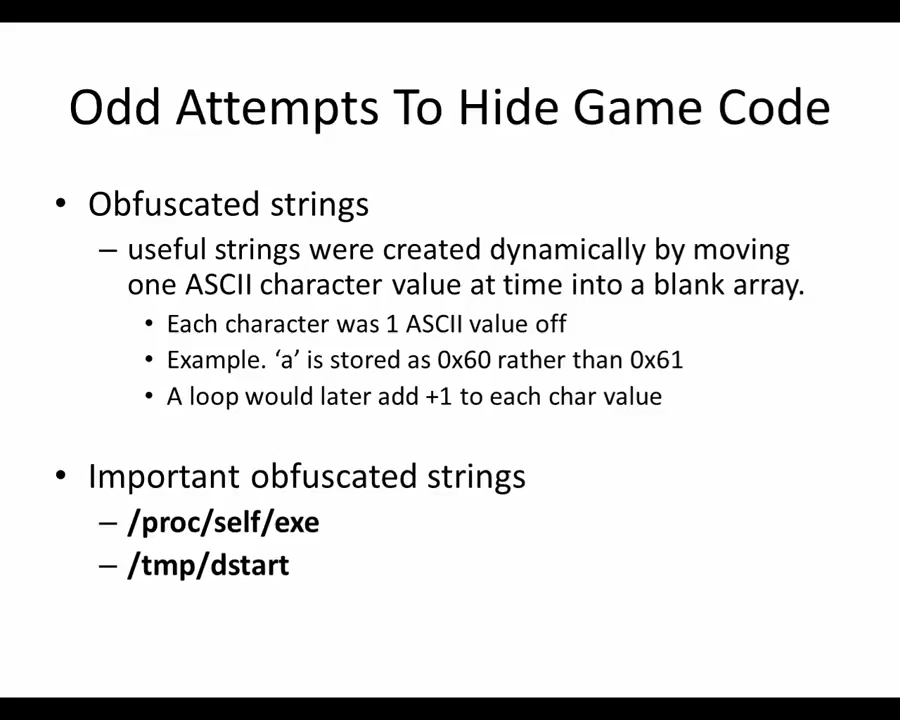 Odd Attempts To Hide Game Code
• Obfuscated strings
– useful strings were created dynamically by moving
one ASCII character value at time into a blank array.
• Each character was 1 ASCII value off
• Example. ‘a’ is stored as 0x60 rather than 0x61
• A loop would later add +1 to each char value
• Important obfuscated strings
– /proc/self/exe
– /tmp/dstart